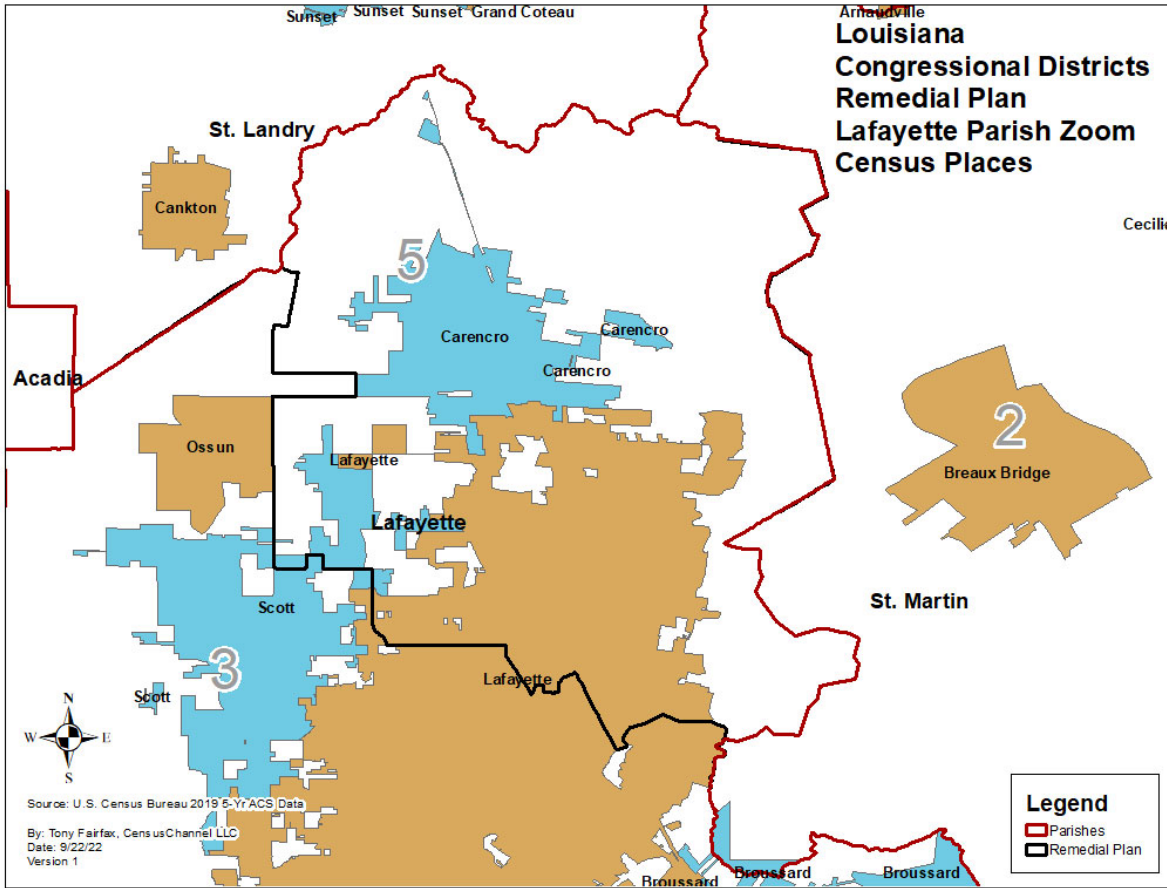 Sunset
Sunset
Sunset
Grand Coteau
Arnaudville
Louisiana
Congressional Districts
Remedial Plan
Lafayette Parish Zoom
Census Places
St. Landry
Cankton
Cecilia
5
Carencro
Carencro
Carencro
Acadia
2
Breaux Bridge
Ossun
Lafayette
Lafayette
St. Martin
Scott
3
Lafayette
Scott
N
W
E
S
Source: U.S. Census Bureau 2019 5-Yr ACS Data
By: Tony Fairfax, CensusChannel LLC
Date: 9/22/22
Version 1
Legend
Parishes
Remedial Plan
Broussard
Broussard
Broussard